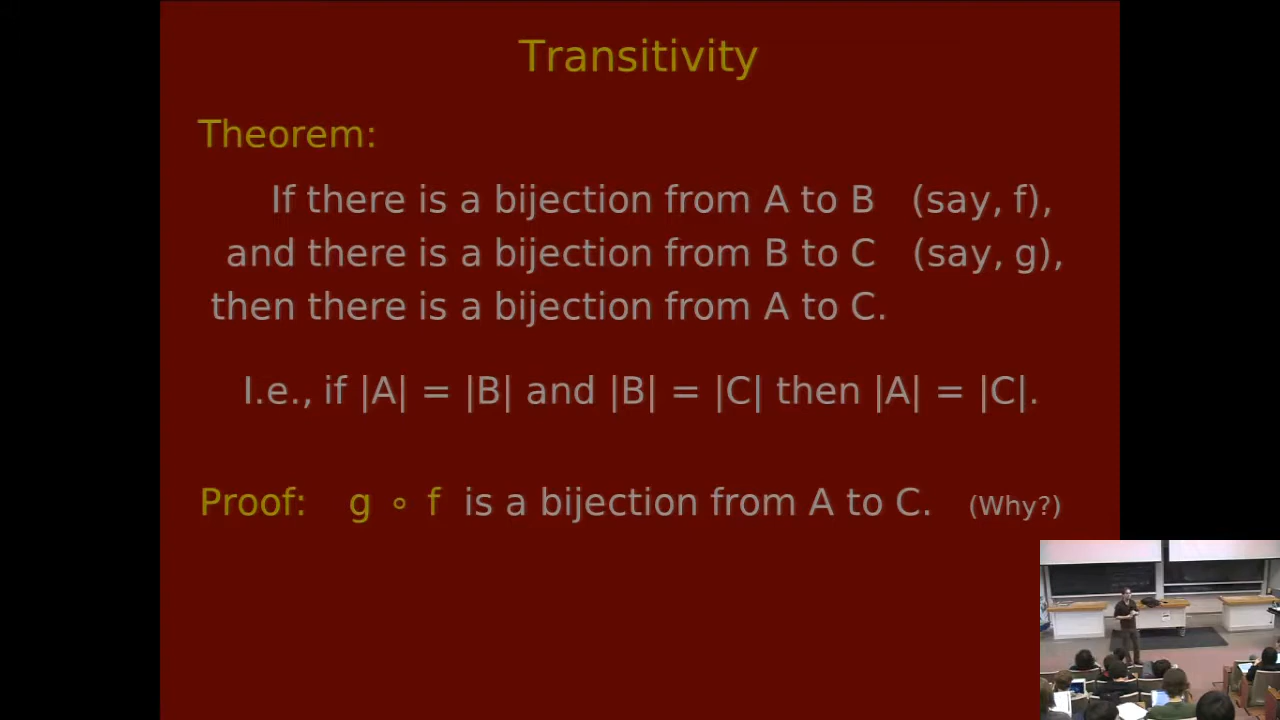 Transitivity
Theorem:
If there is a bijection from A to B (say, f),
and there is a bijection from B to C (say, g),
then there is a bijection from A to C.
I.e., if |A| = |B| and |B| = |C| then |A| = |C|.
Proof: g ∘ f is a bijection from A to C. (Why?)